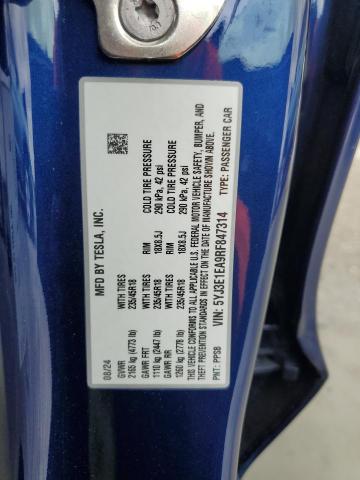 MFD BY TESLA, INC.
08/24
GVWR
2165 kg (4773 lb)
WITH TIRES
235/45R18
RIM
18X8.5J
COLD TIRE PRESSURE
290 kPa, 42 psi
GAWR FRT
1110 kg (2447 lb)
WITH TIRES
235/45R18
RIM
18X8.5J
COLD TIRE PRESSURE
290 kPa, 42 psi
GAWR RR
1260 kg (2778 lb)
THIS VEHICLE CONFORMS TO ALL APPLICABLE U.S. FEDERAL MOTOR VEHICLE SAFETY, BUMPER, AND
THEFT PREVENTION STANDARDS IN EFFECT ON THE DATE OF MANUFACTURE SHOWN ABOVE.
VIN: 5YJ3E1EA9RF847314
TYPE: PASSENGER CAR
PNT: PPSB